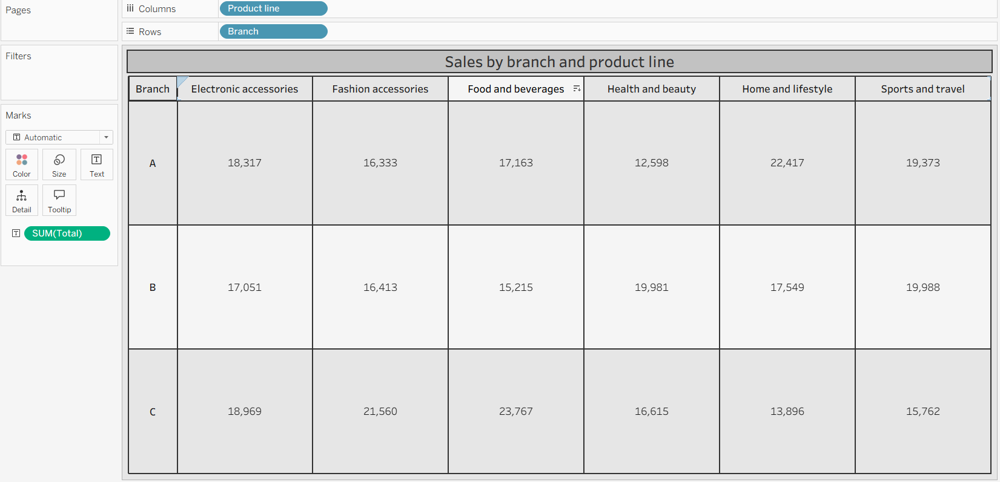 Pages
Columns
Product line
Rows
Branch
Filters
Marks
Automatic
Color
Size
Text
Detail
Tooltip
SUM(Total)
Sales by branch and product line
Branch Electronic accessories Fashion accessories Food and beverages Health and beauty Home and lifestyle Sports and travel
A 18,317 16,333 17,163 12,598 22,417 19,373
B 17,051 16,413 15,215 19,981 17,549 19,988
C 18,969 21,560 23,767 16,615 13,896 15,762